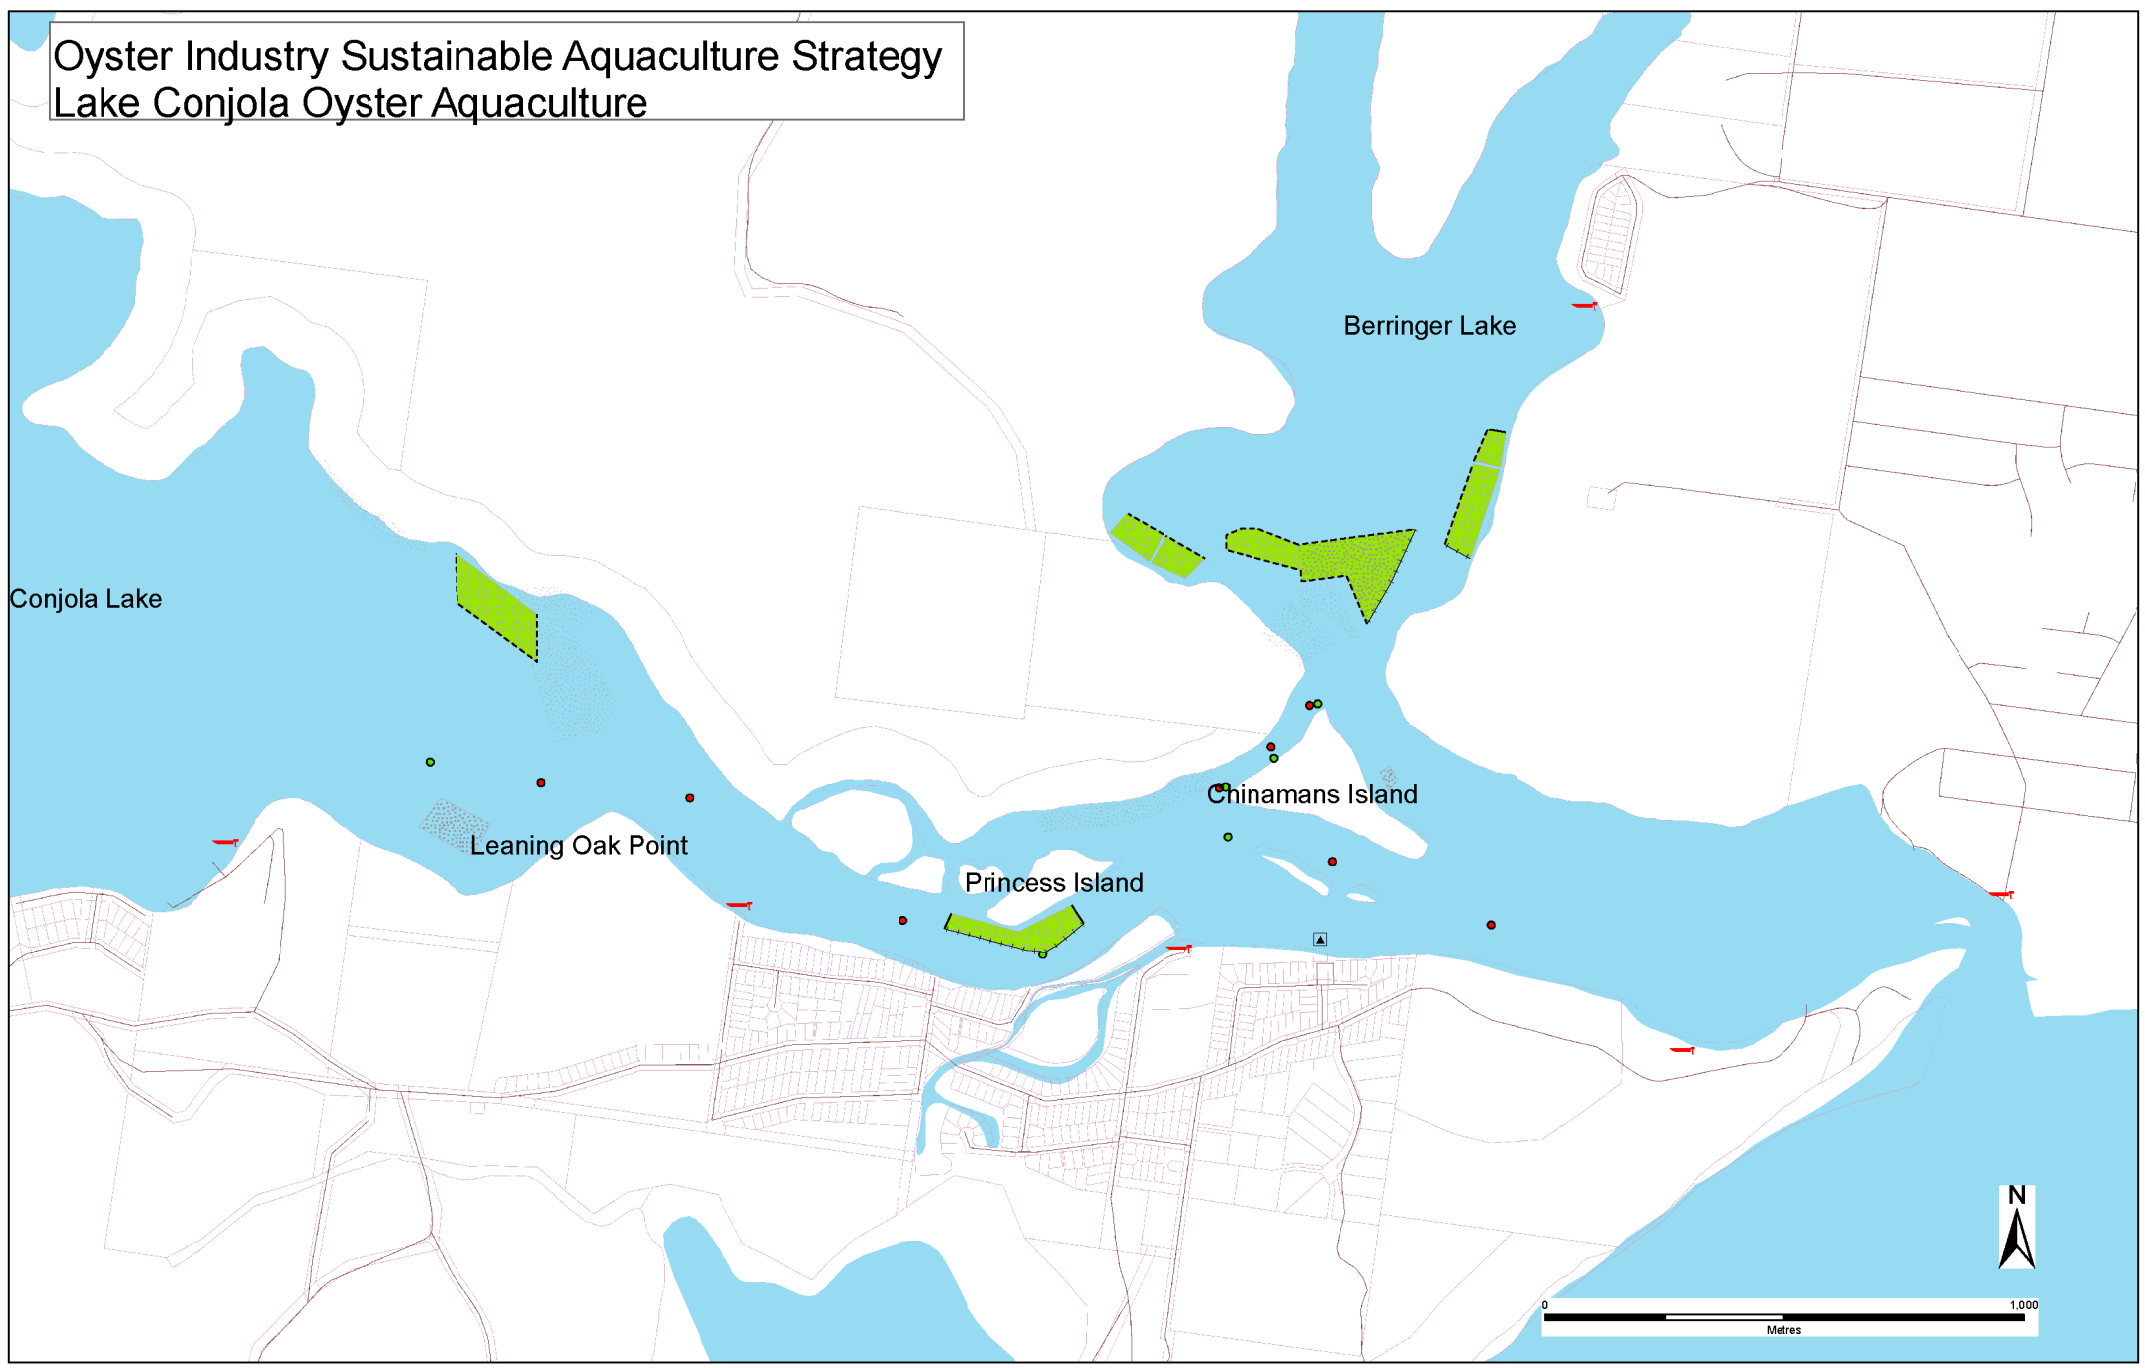 Oyster Industry Sustainable Aquaculture Strategy
Lake Conjola Oyster Aquaculture
Berringer Lake
Conjola Lake
Chinamans Island
Leaning Oak Point
Princess Island
N
0 1,000
Metres